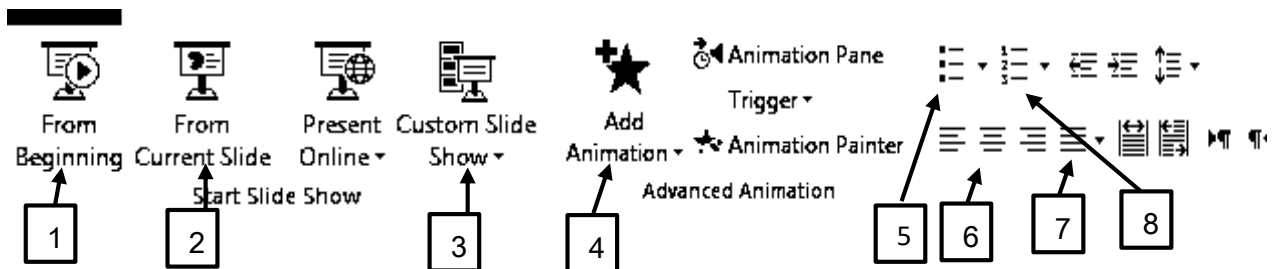 From Beginning
From Current Slide
Present Online
Custom Slide Show
Start Slide Show
Add Animation
Animation Pane
Trigger
Animation Painter
Advanced Animation
1
2
3
4
5
6
7
8